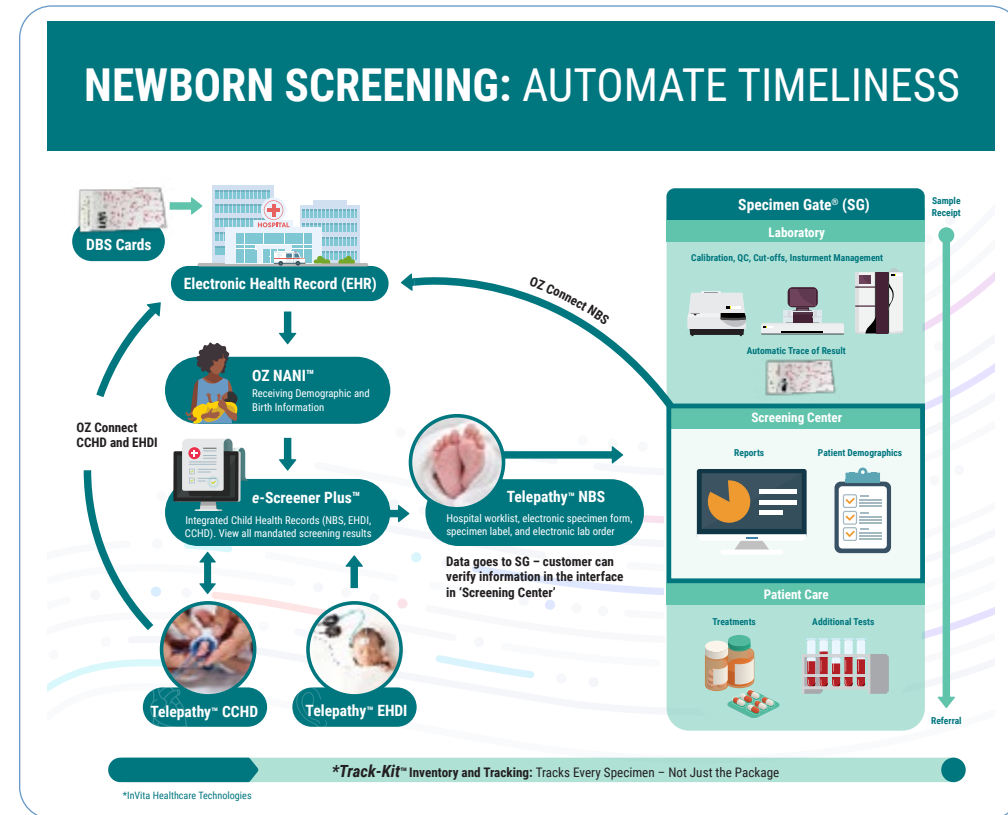 NEWBORN SCREENING: AUTOMATE TIMELINESS
DBS Cards
HOSPITAL
Electronic Health Record (EHR)
OZ NANI™
Receiving Demographic and
Birth Information
OZ Connect
CCHD and EHDI
e-Screener Plus™
Integrated Child Health Records (NBS, EHDI,
CCHD). View all mandated screening results
Telepathy™ CCHD
Telepathy™ EHDI
Telepathy™ NBS
Hospital worklist, electronic specimen form,
specimen label, and electronic lab order
Data goes to SG – customer can
verify information in the interface
in ‘Screening Center’
OZ Connect NBS
Specimen Gate® (SG)
Laboratory
Calibration, QC, Cut-offs, Insturment Management
Automatic Trace of Result
Screening Center
Reports
Patient Demographics
Patient Care
Treatments
Additional Tests
Sample
Receipt
Referral
*Track-Kit™ Inventory and Tracking: Tracks Every Specimen – Not Just the Package
*InVita Healthcare Technologies